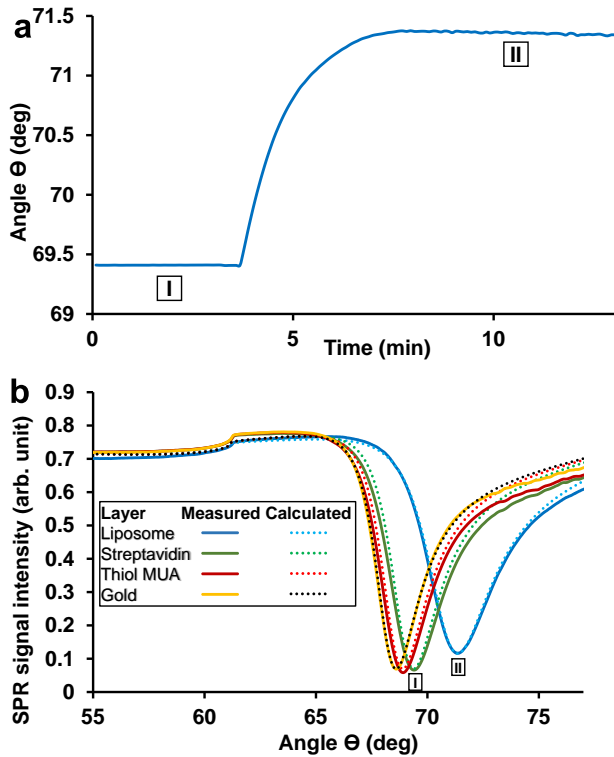 a
71.5
71
70.5
70
69.5
69
Angle Ɵ (deg)
I
II
0
5
10
Time (min)
b
0.9
0.8
0.7
0.6
0.5
0.4
0.3
0.2
0.1
0
SPR signal intensity (arb. unit)
Layer Measured Calculated
Liposome
Streptavidin
Thiol MUA
Gold
I
II
55
60
65
70
75
Angle Ɵ (deg)